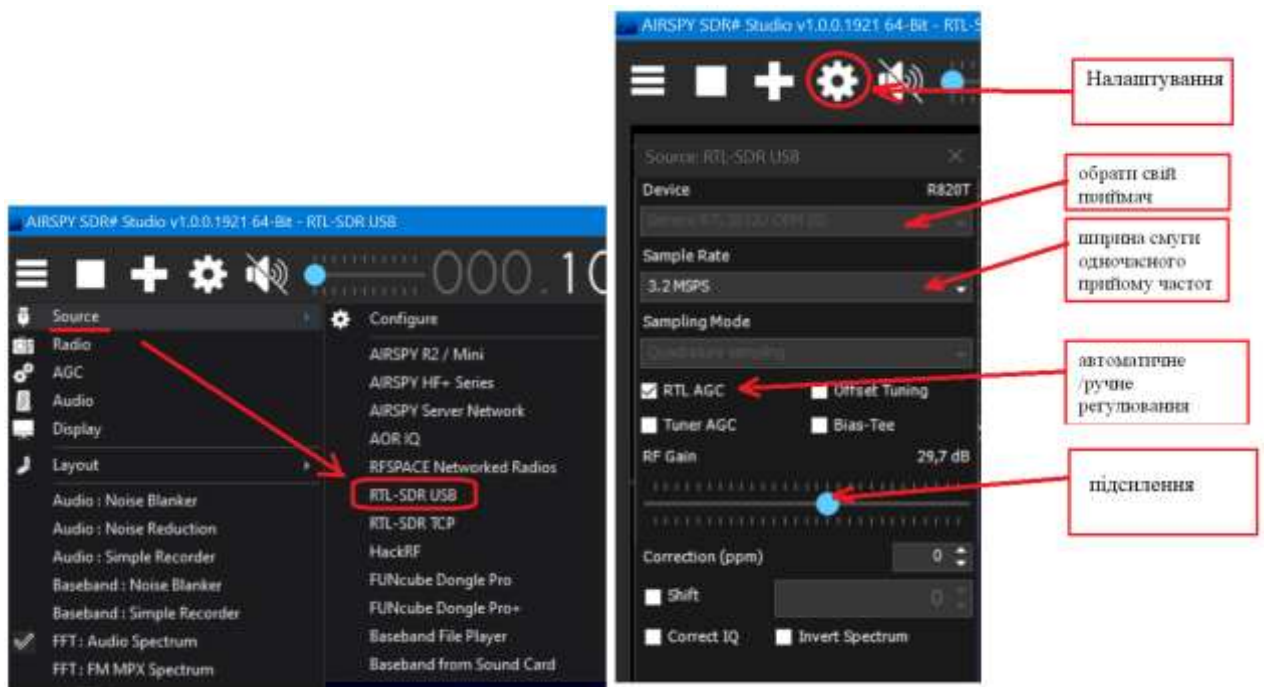 AIRSPY SDR# Studio v1.0.0.1921 64-Bit - RTL-SDR USB
000.10
Source
Radio
AGC
Audio
Display
Layout
Audio : Noise Blanker
Audio : Noise Reduction
Audio : Simple Recorder
Baseband : Noise Blanker
Baseband : Simple Recorder
FFT : Audio Spectrum
FFT : FM MPX Spectrum
Configure
AIRSPY R2 / Mini
AIRSPY HF+ Series
AIRSPY Server Network
AOR IQ
RFSPACE Networked Radios
RTL-SDR USB
RTL-SDR TCP
HackRF
FUNcube Dongle Pro
FUNcube Dongle Pro+
Baseband File Player
Baseband from Sound Card
AIRSPY SDR# Studio v1.0.0.1921 64-Bit - RTL-S
Source: RTL-SDR USB
Device R820T
Sample Rate
3.2 MSPS
Sampling Mode
Quadrature sampling
RTL AGC Offset Tuning
Tuner AGC Bias-Tee
RF Gain 29,7 dB
Correction (ppm) 0
Shift 0
Correct IQ Invert Spectrum
Налаштування
обрати свій
приймач
ширина смуги
одночасного
прийому частот
автоматичне
/ручне
регулювання
підсилення